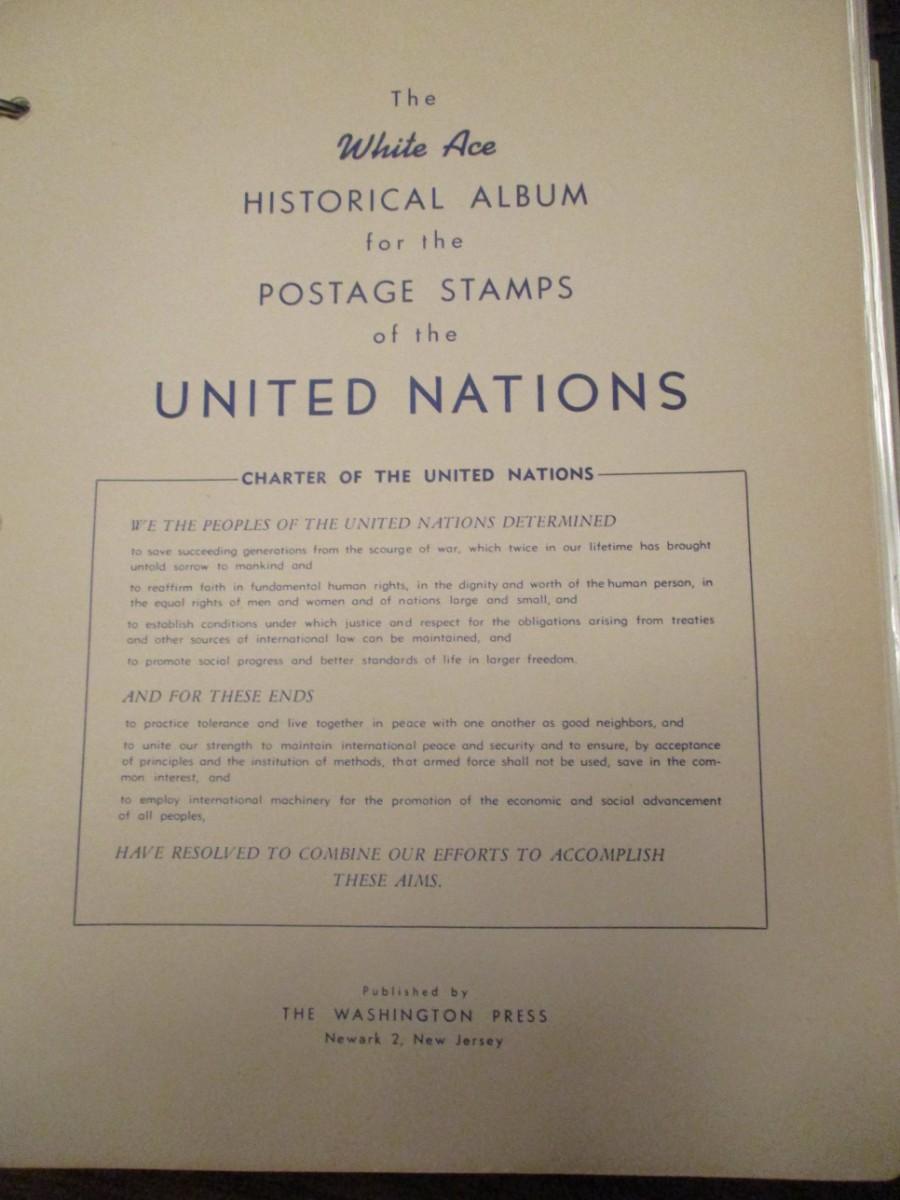 The
White Ace
HISTORICAL ALBUM
for the
POSTAGE STAMPS
of the
UNITED NATIONS
CHARTER OF THE UNITED NATIONS
WE THE PEOPLES OF THE UNITED NATIONS DETERMINED
to save succeeding generations from the scourge of war, which twice in our lifetime has brought
untold sorrow to mankind and
to reaffirm faith in fundamental human rights, in the dignity and worth of the human person, in
the equal rights of men and women and of nations large and small, and
to establish conditions under which justice and respect for the obligations arising from treaties
and other sources of international law can be maintained, and
to promote social progress and better standards of life in larger freedom.
AND FOR THESE ENDS
to practice tolerance and live together in peace with one another as good neighbors, and
to unite our strength to maintain international peace and security and to ensure, by acceptance
of principles and the institution of methods, that armed force shall not be used, save in the com-
mon interest, and
to employ international machinery for the promotion of the economic and social advancement
of all peoples,
HAVE RESOLVED TO COMBINE OUR EFFORTS TO ACCOMPLISH
THESE AIMS.
Published by
THE WASHINGTON PRESS
Newark 2, New Jersey